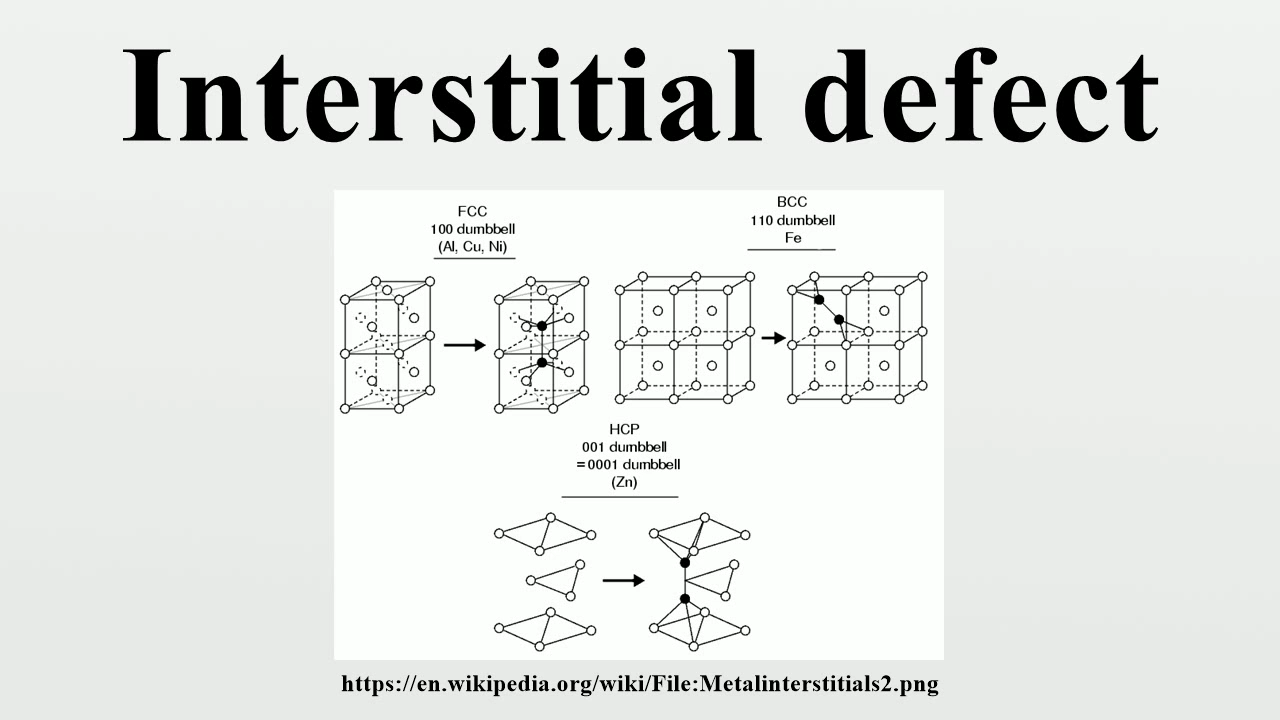 Interstitial defect
FCC
100 dumbbell
(Al, Cu, Ni)
BCC
110 dumbbell
Fe
HCP
001 dumbbell
=0001 dumbbell
(Zn)
https://en.wikipedia.org/wiki/File:Metalinterstitials2.png